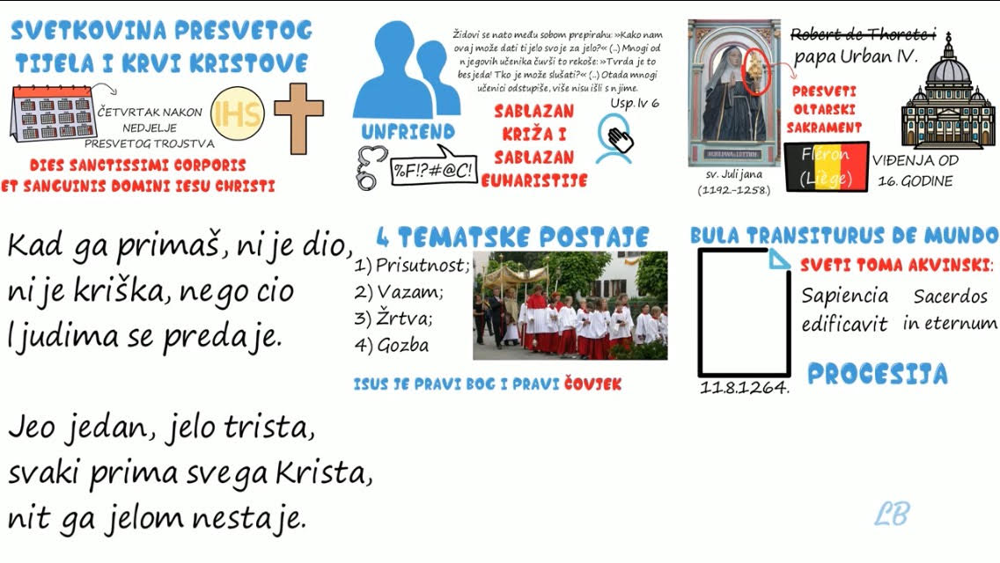 SVETKOVINA PRESVETOG
TIJELA I KRVI KRISTOVE
ČETVRTAK NAKON
NEDJELJE
PRESVETOG TROJSTVA
IHS
DIES SANCTISSIMI CORPORIS
ET SANGUINIS DOMINI IESU CHRISTI
UNFRIEND
%F!?#@C!
Židovi se nato među sobom prepirahu: »Kako nam
ovaj može dati ti jelo svoje za jelo?« (..) Mnogi od
njegovih učenika čuvši to rekoše: »Tvrda je to
besjeda! Tko je može slušati?« (..) Otada mnogi
učenici odstupiše, više nisu išli s njime.
Usp. Iv 6
SABLAZAN
KRIŽA I
SABLAZAN
EUHARISTIJE
sv. Julijana
(1192.-1258.)
Robert de Thorete i
papa Urban IV.
PRESVETI
OLTARSKI
SAKRAMENT
Fléron
(Liège)
VIĐENJA OD
16. GODINE
Kad ga primaš, nije dio,
nije kriška, nego cio
ljudima se predaje.
Jeo jedan, jelo trista,
svaki prima svega Krista,
nit ga jelom nestaje.
4 TEMATSKE POSTAJE
1) Prisutnost;
2) Vazam;
3) Žrtva;
4) Gozba
ISUS JE PRAVI BOG I PRAVI ČOVJEK
BULA TRANSITURUS DE MUNDO
11.8.1264.
SVETI TOMA AKVINSKI:
Sapiencia
edificavit
Sacerdos
in eternum
PROCESIJA
LB